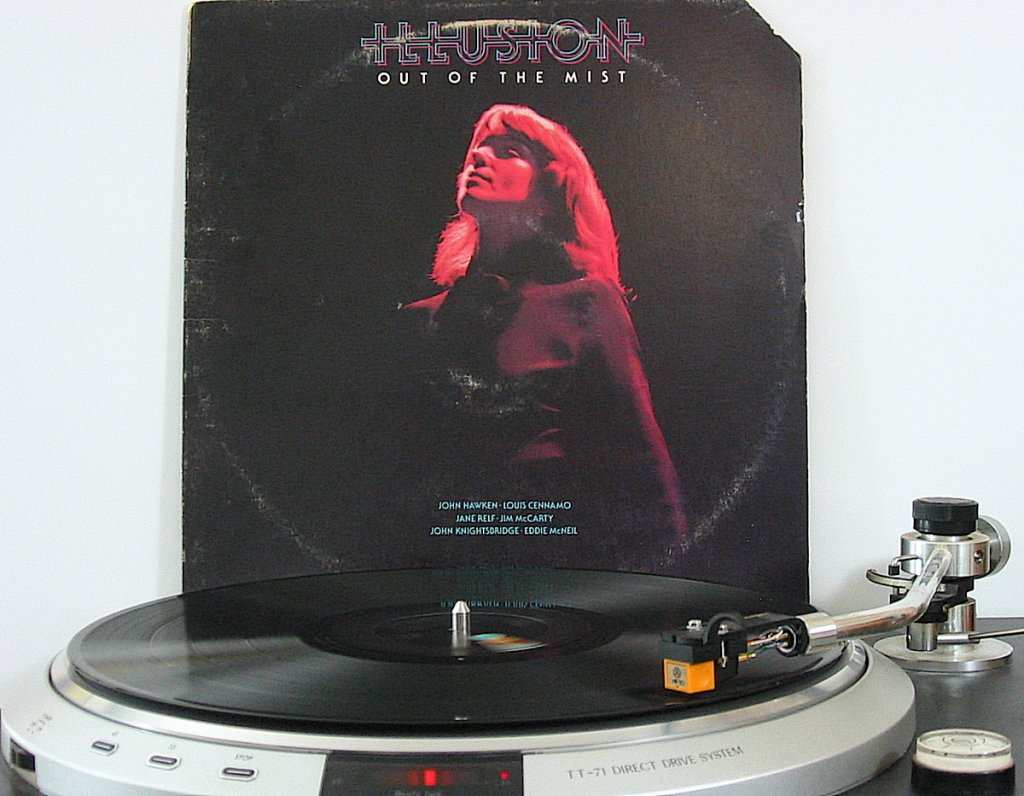 ILLUSION
OUT OF THE MIST
JOHN HAWKEN · LOUIS CENNAMO
JANE RELF · JIM McCARTY
JOHN KNIGHTSBRIDGE · EDDIE McNEIL
33
STOP
TT-71 DIRECT DRIVE SYSTEM